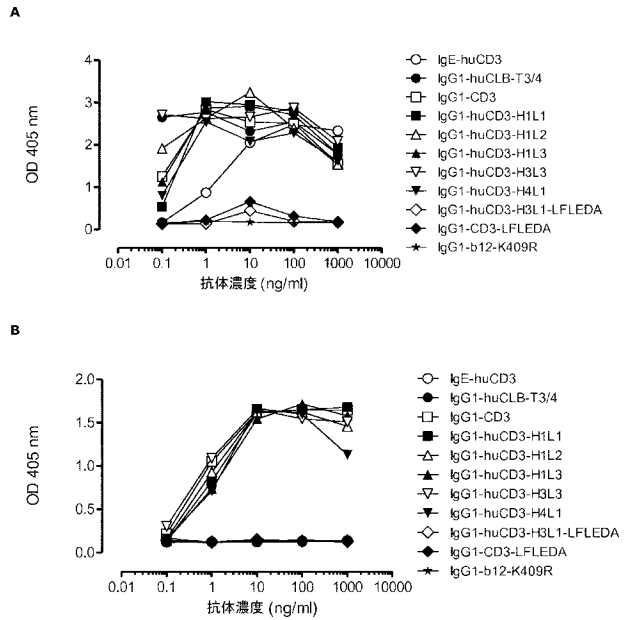 A
OD 405 nm
4
3
2
1
0
0.01 0.1 1 10 100 1000 10000
抗体濃度 (ng/ml)
IgE-huCD3
IgG1-huCLB-T3/4
IgG1-CD3
IgG1-huCD3-H1L1
IgG1-huCD3-H1L2
IgG1-huCD3-H1L3
IgG1-huCD3-H3L3
IgG1-huCD3-H4L1
IgG1-huCD3-H3L1-LFLEDA
IgG1-CD3-LFLEDA
IgG1-b12-K409R
B
OD 405 nm
2.0
1.5
1.0
0.5
0.0
0.01 0.1 1 10 100 1000 10000
抗体濃度 (ng/ml)
IgE-huCD3
IgG1-huCLB-T3/4
IgG1-CD3
IgG1-huCD3-H1L1
IgG1-huCD3-H1L2
IgG1-huCD3-H1L3
IgG1-huCD3-H3L3
IgG1-huCD3-H4L1
IgG1-huCD3-H3L1-LFLEDA
IgG1-CD3-LFLEDA
IgG1-b12-K409R